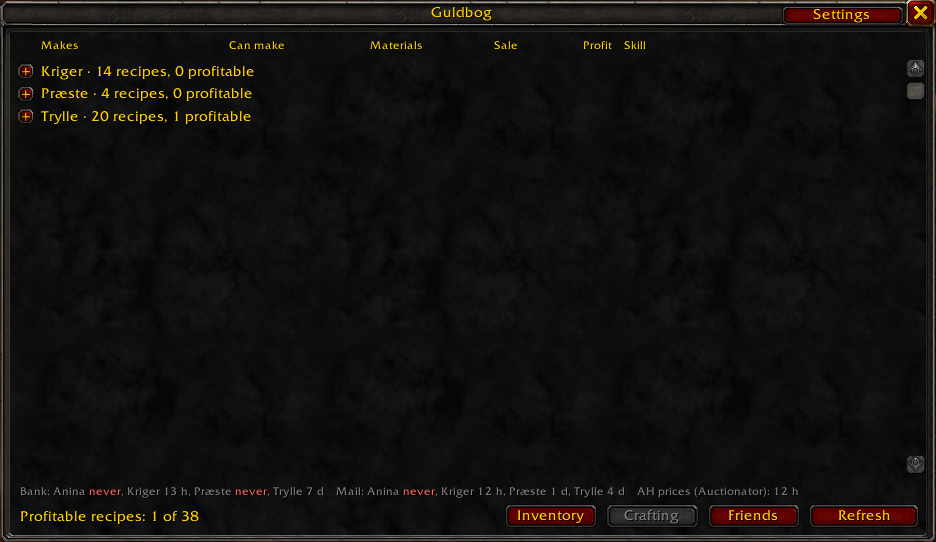 Guldbog
Settings
Makes Can make Materials Sale Profit Skill
Kriger · 14 recipes, 0 profitable
Præste · 4 recipes, 0 profitable
Trylle · 20 recipes, 1 profitable
Bank: Anina never, Kriger 13 h, Præste never, Trylle 7 d Mail: Anina never, Kriger 12 h, Præste 1 d, Trylle 4 d AH prices (Auctionator): 12 h
Profitable recipes: 1 of 38
Inventory Crafting Friends Refresh